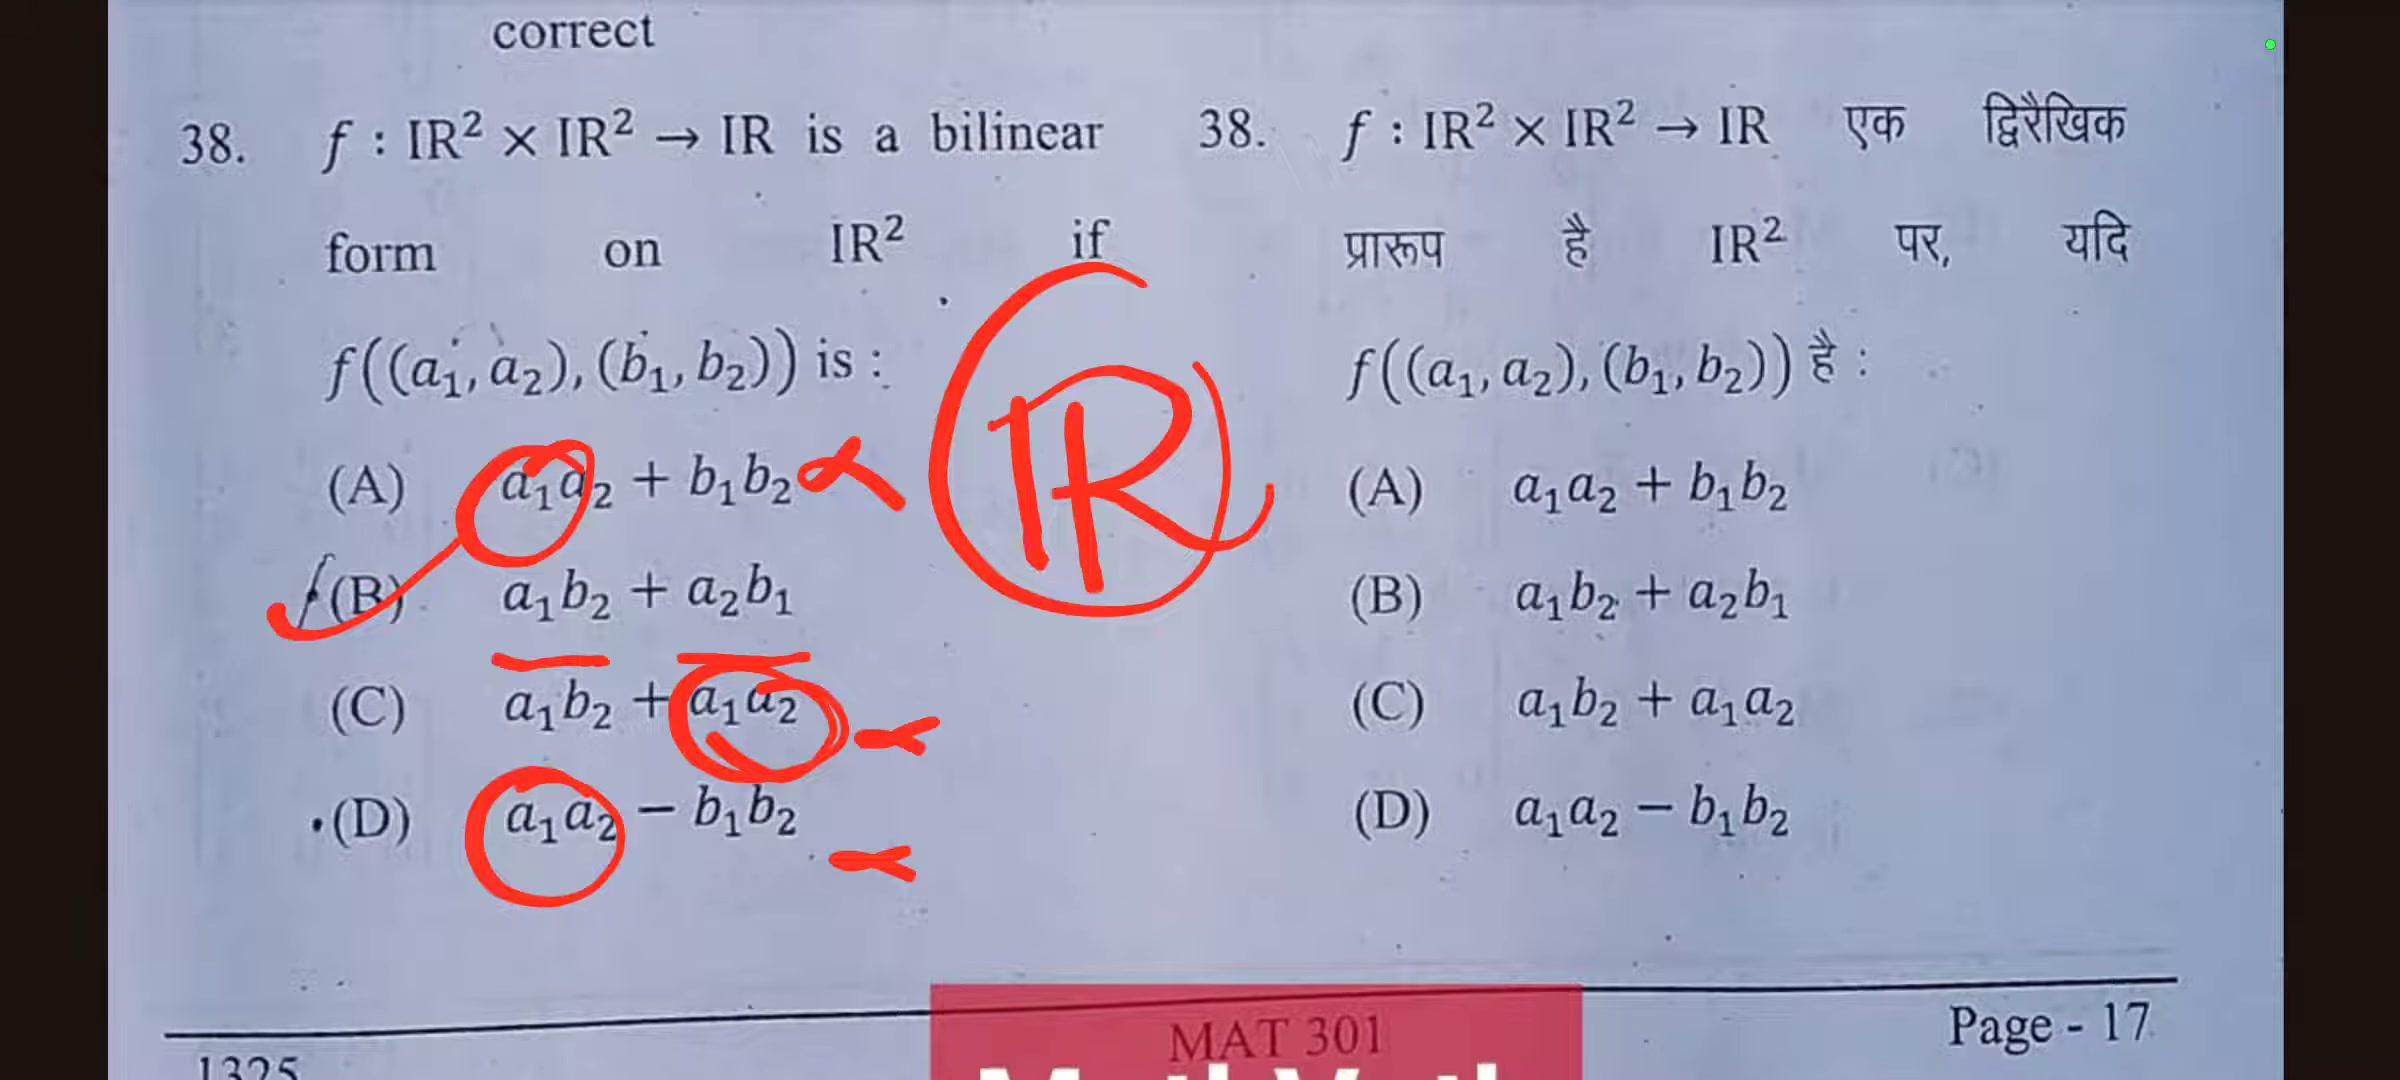 correct
38. f : IR² × IR² → IR is a bilinear
form on IR² if
f((a₁, a₂), (b₁, b₂)) is :
(A) a₁a₂ + b₁b₂
(B) a₁b₂ + a₂b₁
(C) a₁b₂ + a₁a₂
(D) a₁a₂ − b₁b₂
IR
38. f : IR² × IR² → IR एक द्विरैखिक
प्रारूप है IR² पर, यदि
f((a₁, a₂), (b₁, b₂)) है :
(A) a₁a₂ + b₁b₂
(B) a₁b₂ + a₂b₁
(C) a₁b₂ + a₁a₂
(D) a₁a₂ − b₁b₂
MAT 301
Page - 17
1325